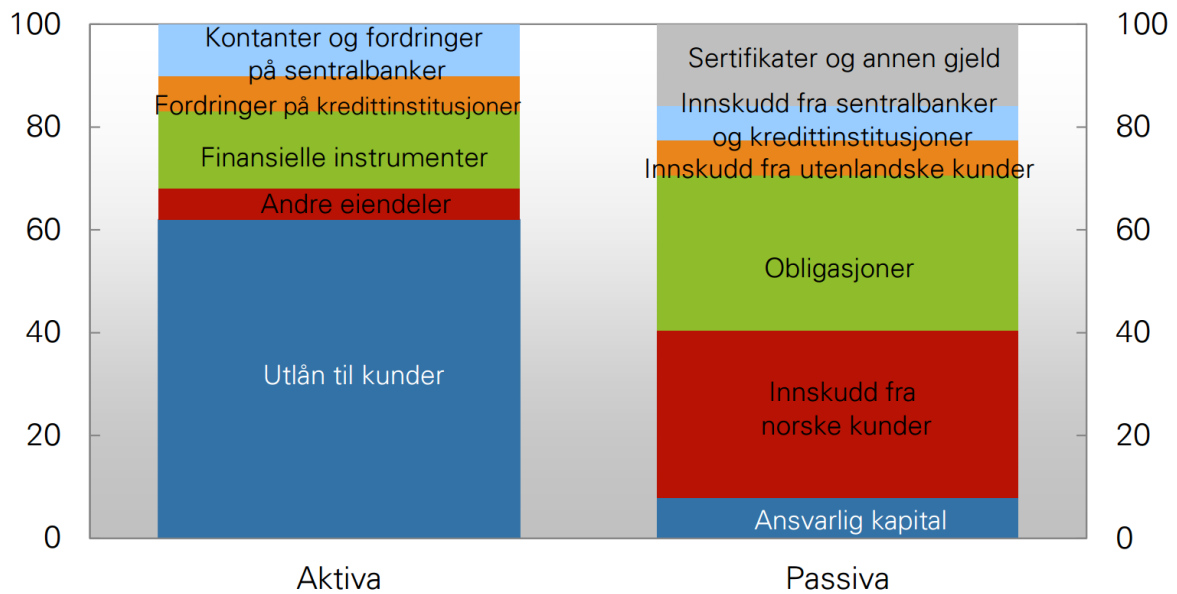 100
80
60
40
20
0
Kontanter og fordringer
på sentralbanker
Fordringer på kredittinstitusjoner
Finansielle instrumenter
Andre eiendeler
Utlån til kunder
Sertifikater og annen gjeld
Innskudd fra sentralbanker
og kredittinstitusjoner
Innskudd fra utenlandske kunder
Obligasjoner
Innskudd fra
norske kunder
Ansvarlig kapital
100
80
60
40
20
0
Aktiva
Passiva